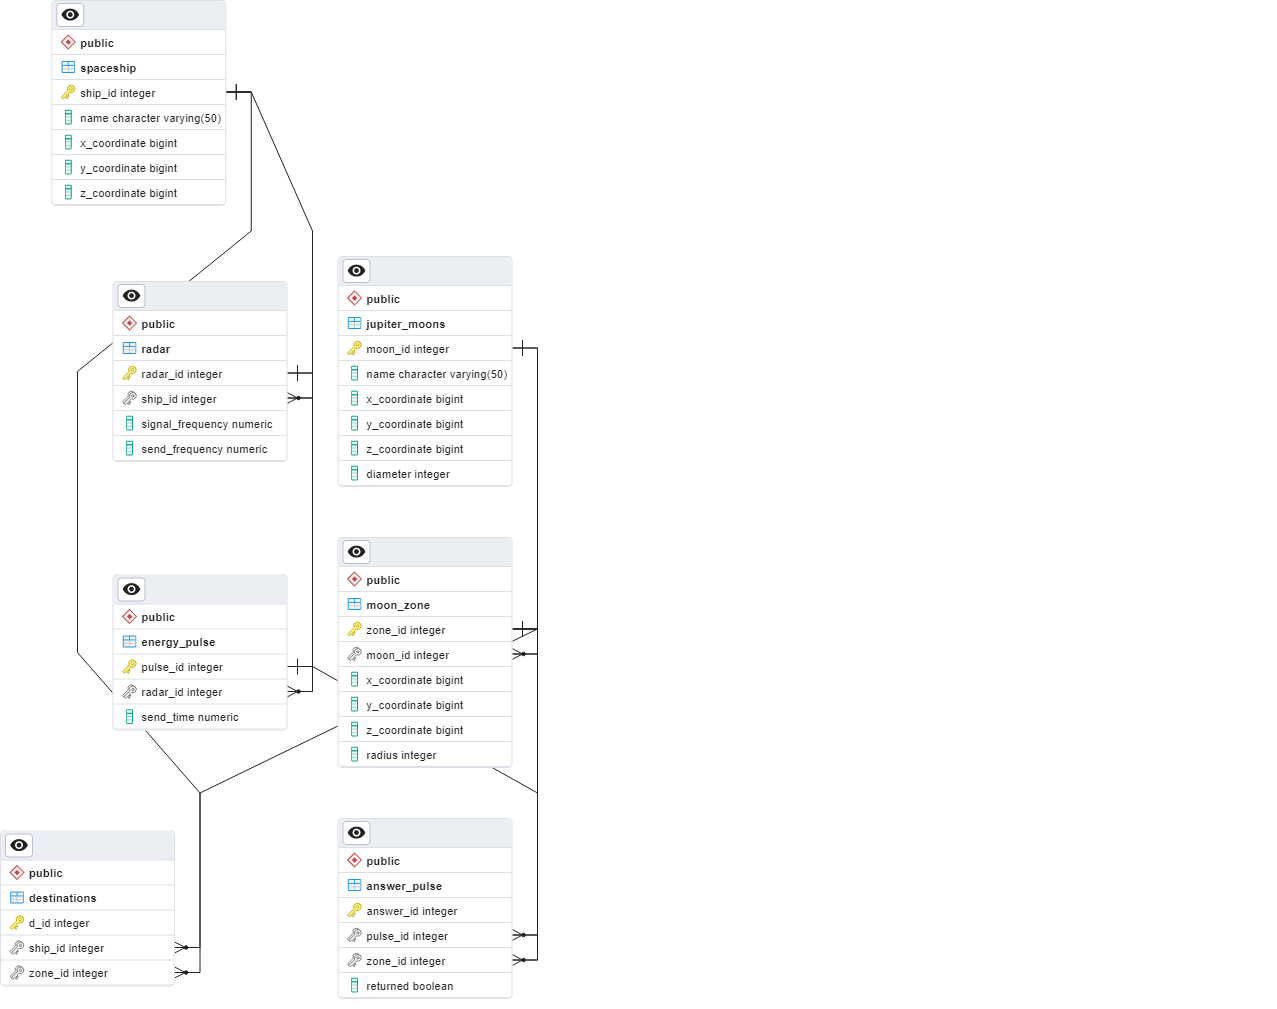 public
spaceship
ship_id integer
name character varying(50)
x_coordinate bigint
y_coordinate bigint
z_coordinate bigint
public
radar
radar_id integer
ship_id integer
signal_frequency numeric
send_frequency numeric
public
jupiter_moons
moon_id integer
name character varying(50)
x_coordinate bigint
y_coordinate bigint
z_coordinate bigint
diameter integer
public
energy_pulse
pulse_id integer
radar_id integer
send_time numeric
public
moon_zone
zone_id integer
moon_id integer
x_coordinate bigint
y_coordinate bigint
z_coordinate bigint
radius integer
public
destinations
d_id integer
ship_id integer
zone_id integer
public
answer_pulse
answer_id integer
pulse_id integer
zone_id integer
returned boolean